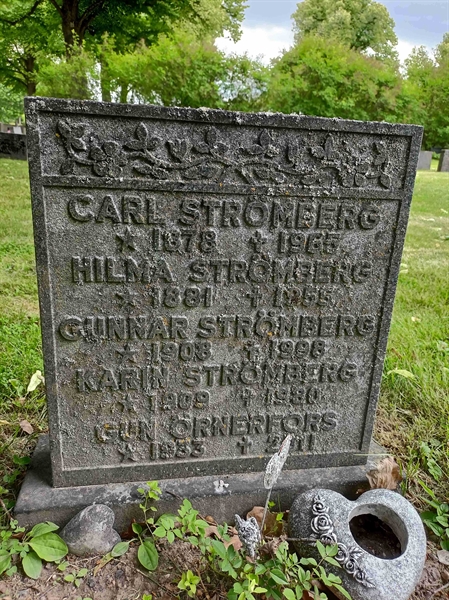 CARL STRÖMBERG
★ 1878 ✝ 1965
HILMA STRÖMBERG
★ 1881 ✝ 1955
GUNNAR STRÖMBERG
★ 1908 ✝ 1996
KARIN STRÖMBERG
★ 1909 ✝ 1980
GUN ÖRNERFORS
★ 1933 ✝ 2011